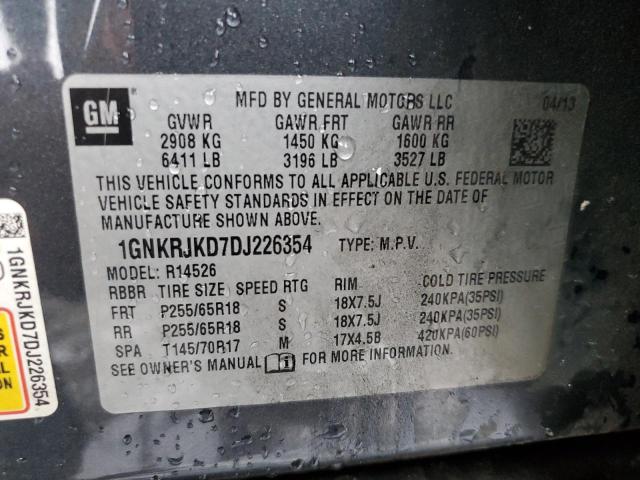 MFD BY GENERAL MOTORS LLC 04/13
GM
GVWR GAWR FRT GAWR RR
2908 KG 1450 KG 1600 KG
6411 LB 3196 LB 3527 LB
THIS VEHICLE CONFORMS TO ALL APPLICABLE U.S. FEDERAL MOTOR
VEHICLE SAFETY STANDARDS IN EFFECT ON THE DATE OF
MANUFACTURE SHOWN ABOVE.
1GNKRJKD7DJ226354 TYPE: M.P.V.
MODEL: R14526
RBBR TIRE SIZE SPEED RTG RIM COLD TIRE PRESSURE
FRT P255/65R18 S 18X7.5J 240KPA(35PSI)
RR P255/65R18 S 18X7.5J 240KPA(35PSI)
SPA T145/70R17 M 17X4.5B 420KPA(60PSI)
SEE OWNER'S MANUAL FOR MORE INFORMATION.
1GNKRJKD7DJ226354